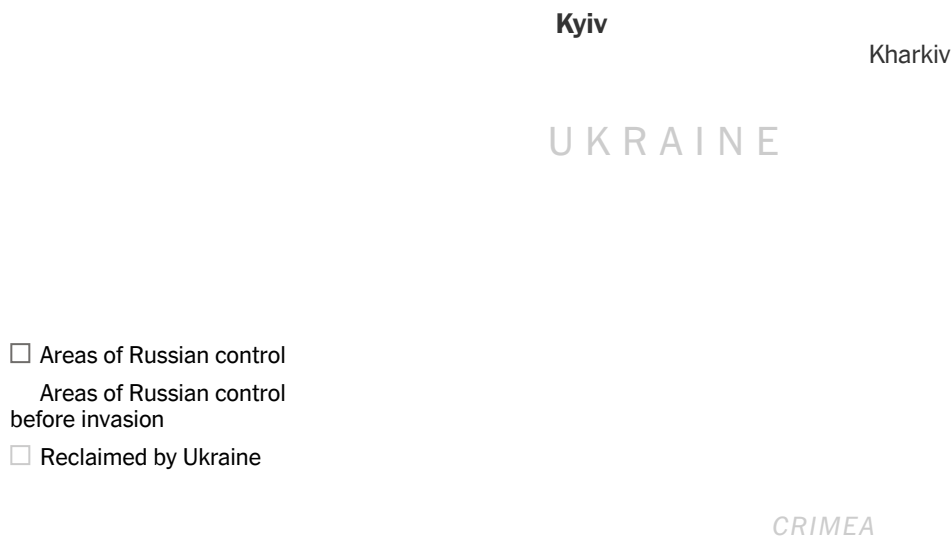 Kyiv
Kharkiv
UKRAINE
Areas of Russian control
Areas of Russian control
before invasion
Reclaimed by Ukraine
CRIMEA